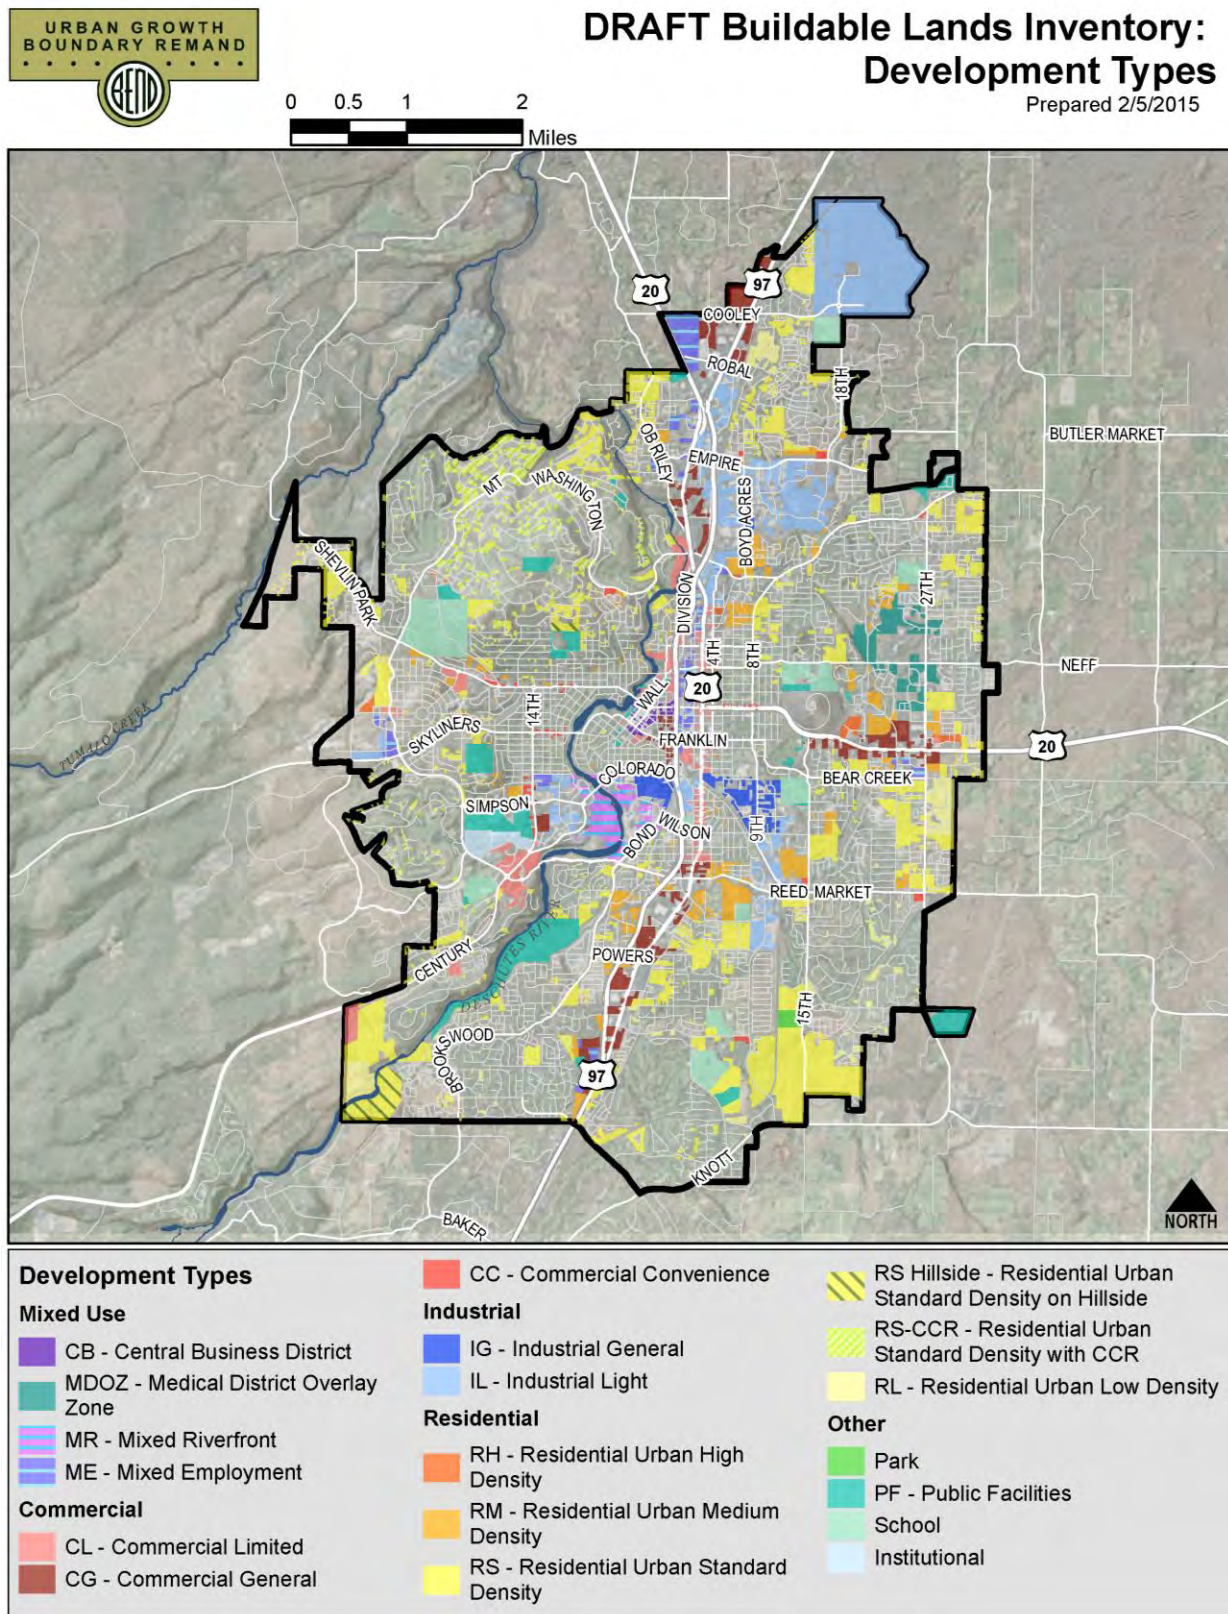 URBAN GROWTH
BOUNDARY REMAND
BEND
DRAFT Buildable Lands Inventory:
Development Types
Prepared 2/5/2015
0 0.5 1 2
Miles
20
97
COOLEY
ROBAL
18TH
OB RILEY
BUTLER MARKET
EMPIRE
MT WASHINGTON
BOYD ACRES
SHEVLIN PARK
27TH
DIVISION
4TH
8TH
NEFF
WALL
20
14TH
TUMALO CREEK
SKYLINERS
FRANKLIN
20
COLORADO
BEAR CREEK
SIMPSON
BOND
WILSON
9TH
REED MARKET
CENTURY
DESCHUTES RIVER
POWERS
15TH
BROOKSWOOD
97
KNOTT
BAKER
NORTH
Development Types
Mixed Use
CB - Central Business District
MDOZ - Medical District Overlay
Zone
MR - Mixed Riverfront
ME - Mixed Employment
Commercial
CL - Commercial Limited
CG - Commercial General
CC - Commercial Convenience
Industrial
IG - Industrial General
IL - Industrial Light
Residential
RH - Residential Urban High
Density
RM - Residential Urban Medium
Density
RS - Residential Urban Standard
Density
RS Hillside - Residential Urban
Standard Density on Hillside
RS-CCR - Residential Urban
Standard Density with CCR
RL - Residential Urban Low Density
Other
Park
PF - Public Facilities
School
Institutional